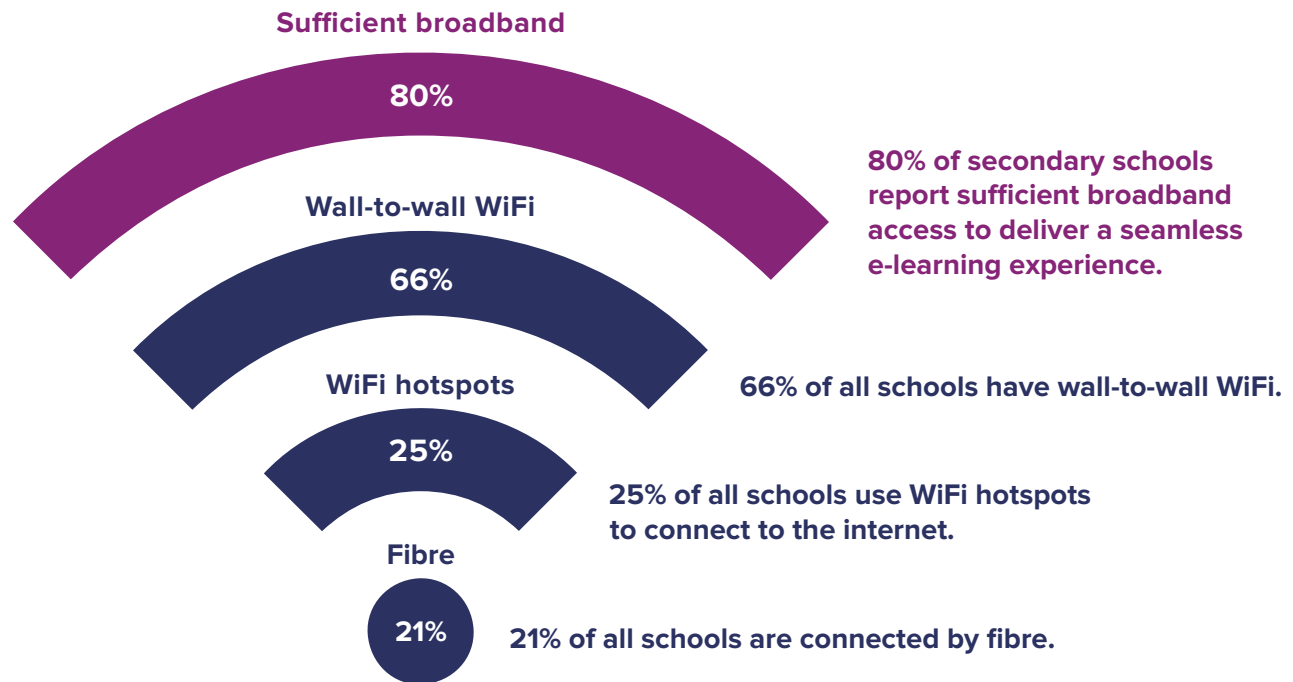 Sufficient broadband
80%
80% of secondary schools
report sufficient broadband
access to deliver a seamless
e-learning experience.
Wall-to-wall WiFi
66%
66% of all schools have wall-to-wall WiFi.
WiFi hotspots
25%
25% of all schools use WiFi hotspots
to connect to the internet.
Fibre
21%
21% of all schools are connected by fibre.